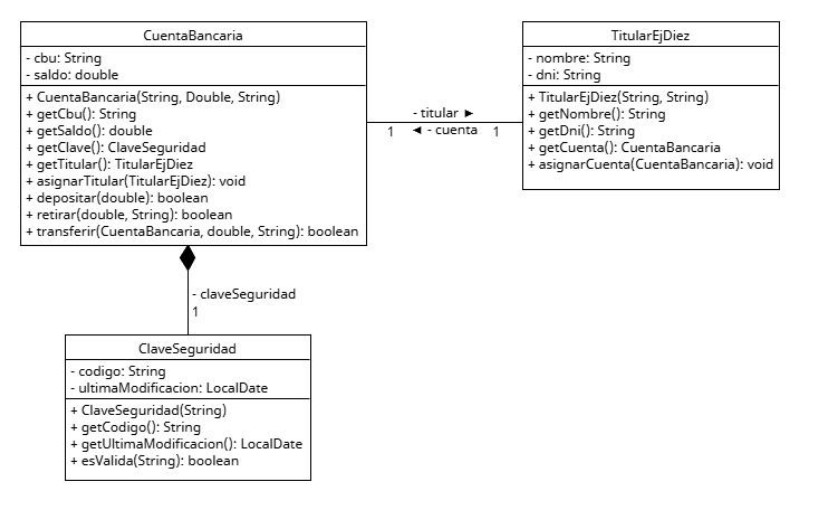 CuentaBancaria
- cbu: String
- saldo: double
+ CuentaBancaria(String, Double, String)
+ getCbu(): String
+ getSaldo(): double
+ getClave(): ClaveSeguridad
+ getTitular(): TitularEjDiez
+ asignarTitular(TitularEjDiez): void
+ depositar(double): boolean
+ retirar(double, String): boolean
+ transferir(CuentaBancaria, double, String): boolean
- titular ►
1 ◄ - cuenta 1
TitularEjDiez
- nombre: String
- dni: String
+ TitularEjDiez(String, String)
+ getNombre(): String
+ getDni(): String
+ getCuenta(): CuentaBancaria
+ asignarCuenta(CuentaBancaria): void
- claveSeguridad
1
ClaveSeguridad
- codigo: String
- ultimaModificacion: LocalDate
+ ClaveSeguridad(String)
+ getCodigo(): String
+ getUltimaModificacion(): LocalDate
+ esValida(String): boolean